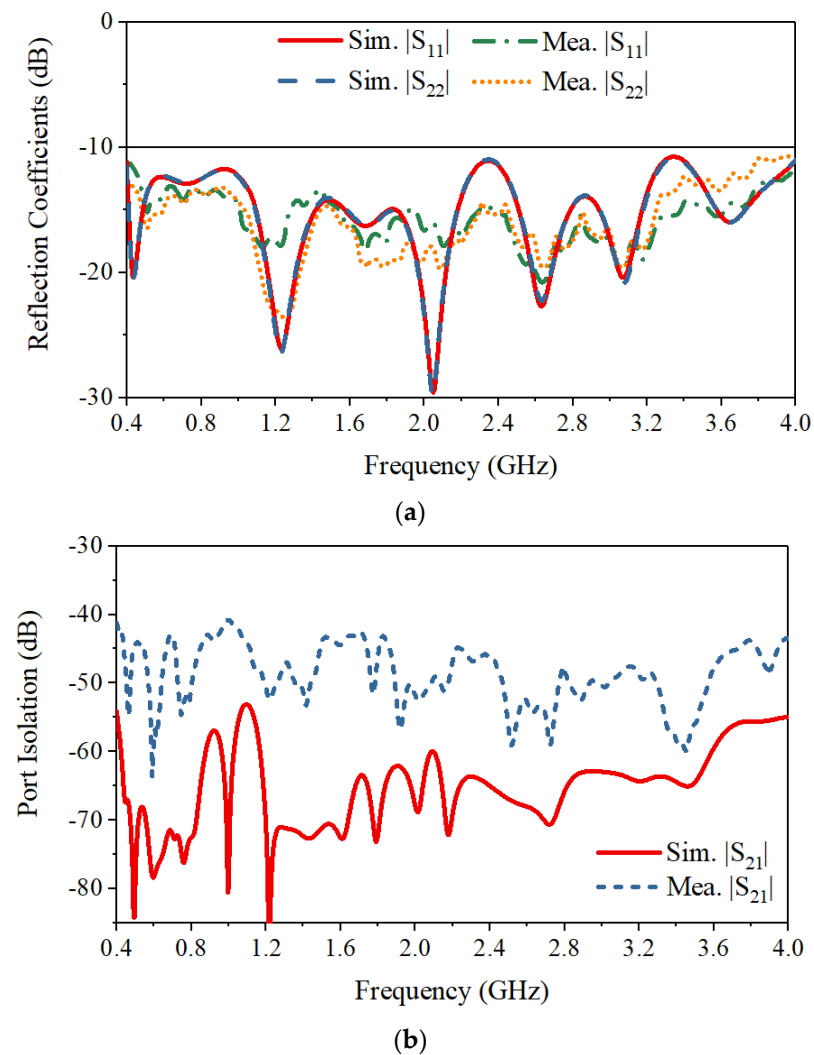 0
Sim. |S11| Mea. |S11|
Sim. |S22| Mea. |S22|
-10
-20
-30
Reflection Coefficients (dB)
0.4 0.8 1.2 1.6 2.0 2.4 2.8 3.2 3.6 4.0
Frequency (GHz)
(a)
-30
-40
-50
-60
-70
-80
Port Isolation (dB)
Sim. |S21|
Mea. |S21|
0.4 0.8 1.2 1.6 2.0 2.4 2.8 3.2 3.6 4.0
Frequency (GHz)
(b)